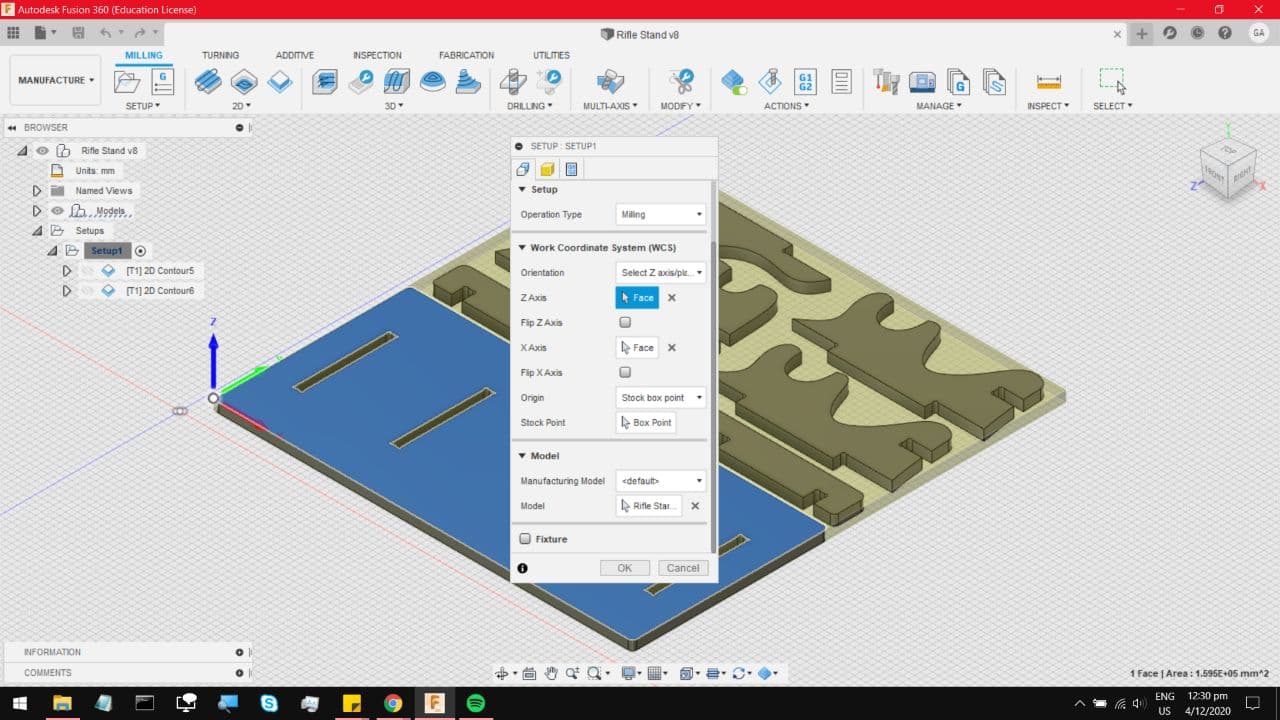 Autodesk Fusion 360 (Education License)
Rifle Stand v8
GA
MANUFACTURE
MILLING TURNING ADDITIVE INSPECTION FABRICATION UTILITIES
G
G1
G2
G
SETUP 2D 3D DRILLING MULTI-AXIS MODIFY ACTIONS MANAGE INSPECT SELECT
BROWSER
Rifle Stand v8
Units: mm
Named Views
Models
Setups
Setup1
[T1] 2D Contour5
[T1] 2D Contour6
SETUP : SETUP1
Setup
Operation Type Milling
Work Coordinate System (WCS)
Orientation Select Z axis/pla...
Z Axis Face
Flip Z Axis
X Axis Face
Flip X Axis
Origin Stock box point
Stock Point Box Point
Model
Manufacturing Model <default>
Model Rifle Star...
Fixture
OK Cancel
Z
Y
TOP
FRONT RIGHT
Z X
INFORMATION
COMMENTS
1 Face | Area : 1.595E+05 mm^2
ENG
US
12:30 pm
4/12/2020